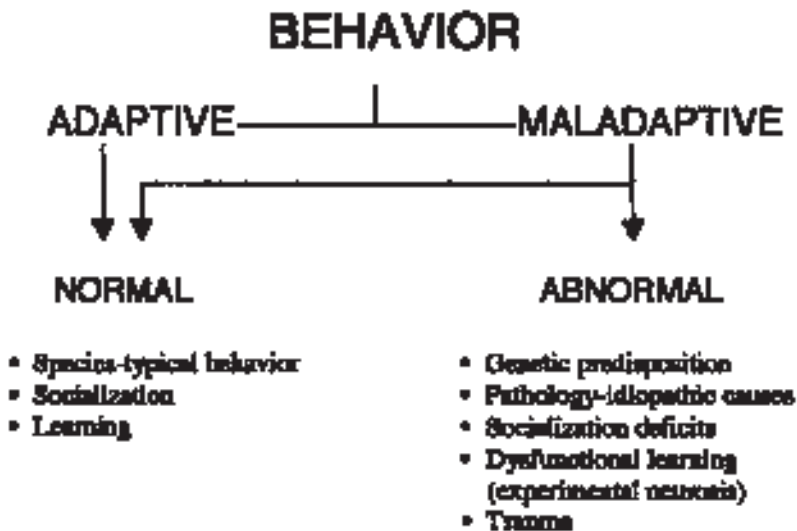 BEHAVIOR
ADAPTIVE MALADAPTIVE
NORMAL
• Species-typical behavior
• Socialization
• Learning
ABNORMAL
• Genetic predisposition
• Pathology-idiopathic causes
• Socialization deficits
• Dysfunctional learning
(experimental neurosis)
• Trauma